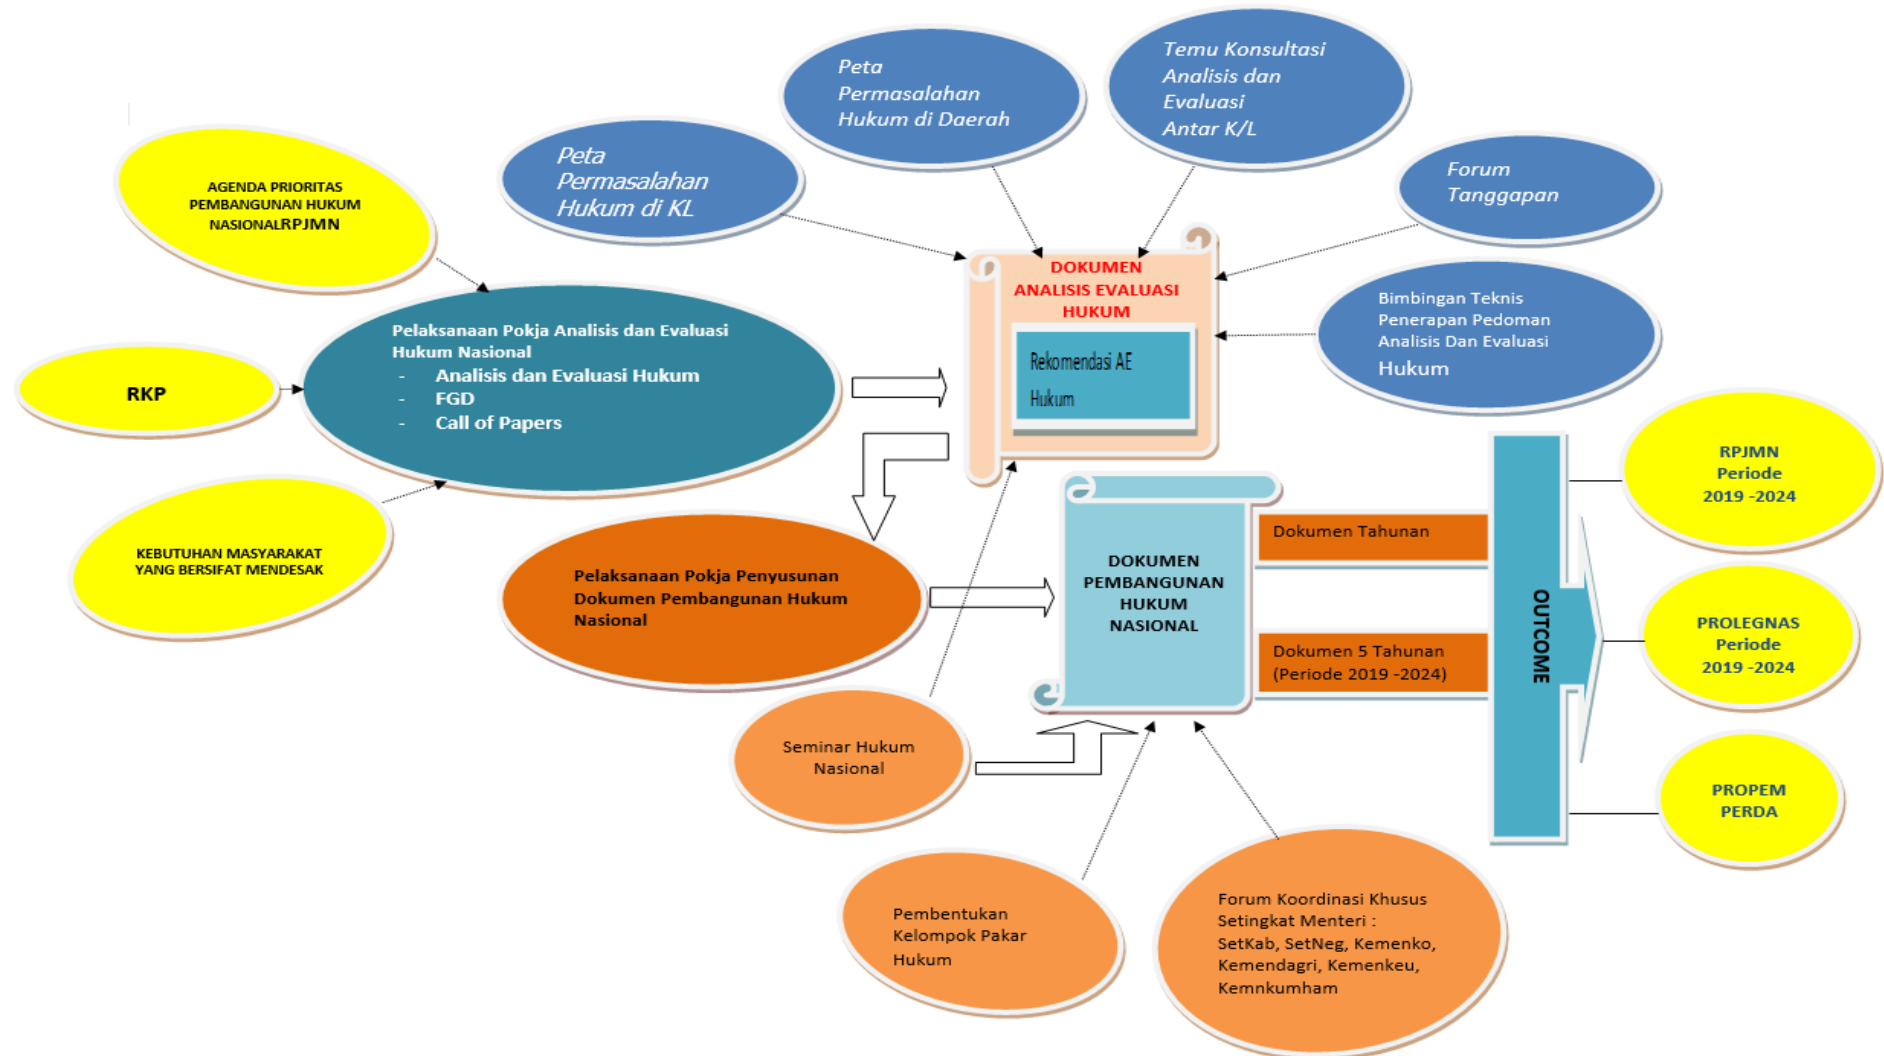 Peta
Permasalahan
Hukum di Daerah
Temu Konsultasi
Analisis dan
Evaluasi
Antar K/L
Peta
Permasalahan
Hukum di KL
Forum
Tanggapan
AGENDA PRIORITAS
PEMBANGUNAN HUKUM
NASIONALRPJMN
DOKUMEN
ANALISIS EVALUASI
HUKUM
Rekomendasi AE
Hukum
Bimbingan Teknis
Penerapan Pedoman
Analisis Dan Evaluasi
Hukum
Pelaksanaan Pokja Analisis dan Evaluasi
Hukum Nasional
- Analisis dan Evaluasi Hukum
- FGD
- Call of Papers
RKP
KEBUTUHAN MASYARAKAT
YANG BERSIFAT MENDESAK
Pelaksanaan Pokja Penyusunan
Dokumen Pembangunan Hukum
Nasional
DOKUMEN
PEMBANGUNAN
HUKUM
NASIONAL
Dokumen Tahunan
Dokumen 5 Tahunan
(Periode 2019 -2024)
OUTCOME
RPJMN
Periode
2019 -2024
PROLEGNAS
Periode
2019 -2024
PROPEM
PERDA
Seminar Hukum
Nasional
Pembentukan
Kelompok Pakar
Hukum
Forum Koordinasi Khusus
Setingkat Menteri :
SetKab, SetNeg, Kemenko,
Kemendagri, Kemenkeu,
Kemnkumham